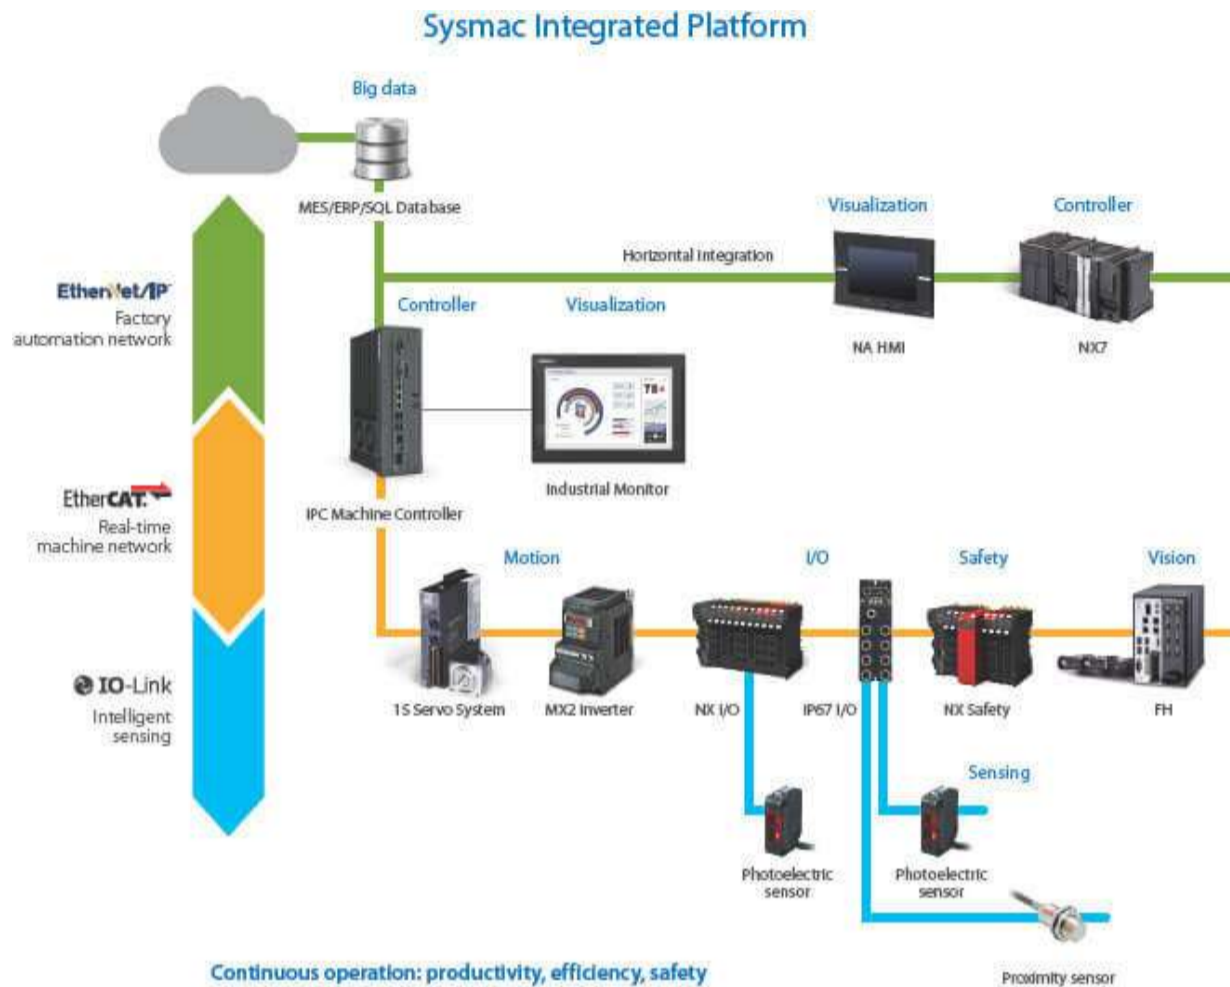 Sysmac Integrated Platform
Big data
MES/ERP/SQL Database
Visualization
Controller
Horizontal integration
EtherNet/IP
Factory
automation network
Controller
Visualization
NA HMI
NX7
Industrial Monitor
EtherCAT.
Real-time
machine network
IPC Machine Controller
Motion
I/O
Safety
Vision
IO-Link
Intelligent
sensing
1S Servo System
MX2 Inverter
NX I/O
IP67 I/O
NX Safety
FH
Sensing
Photoelectric
sensor
Photoelectric
sensor
Proximity sensor
Continuous operation: productivity, efficiency, safety